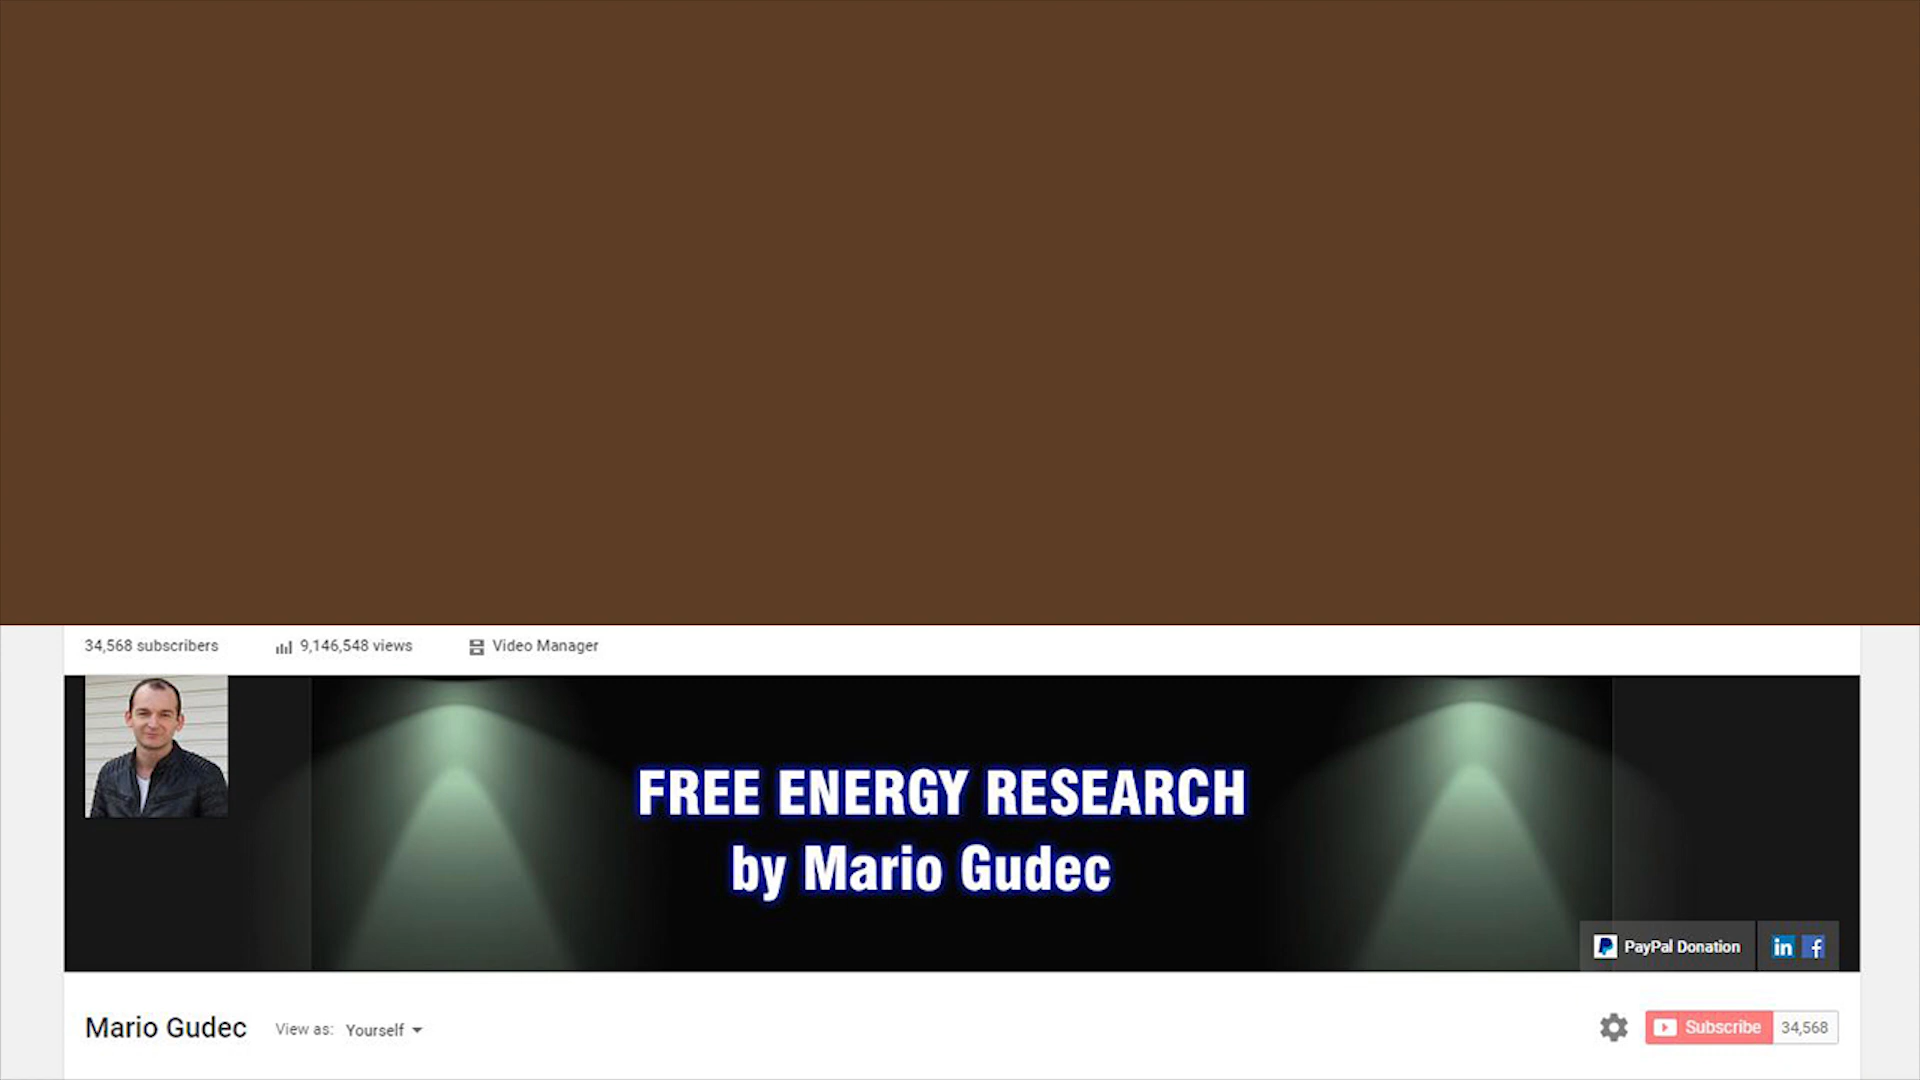 34,568 subscribers 9,146,548 views Video Manager
FREE ENERGY RESEARCH
by Mario Gudec
PayPal Donation in f
Mario Gudec View as: Yourself Subscribe 34,568